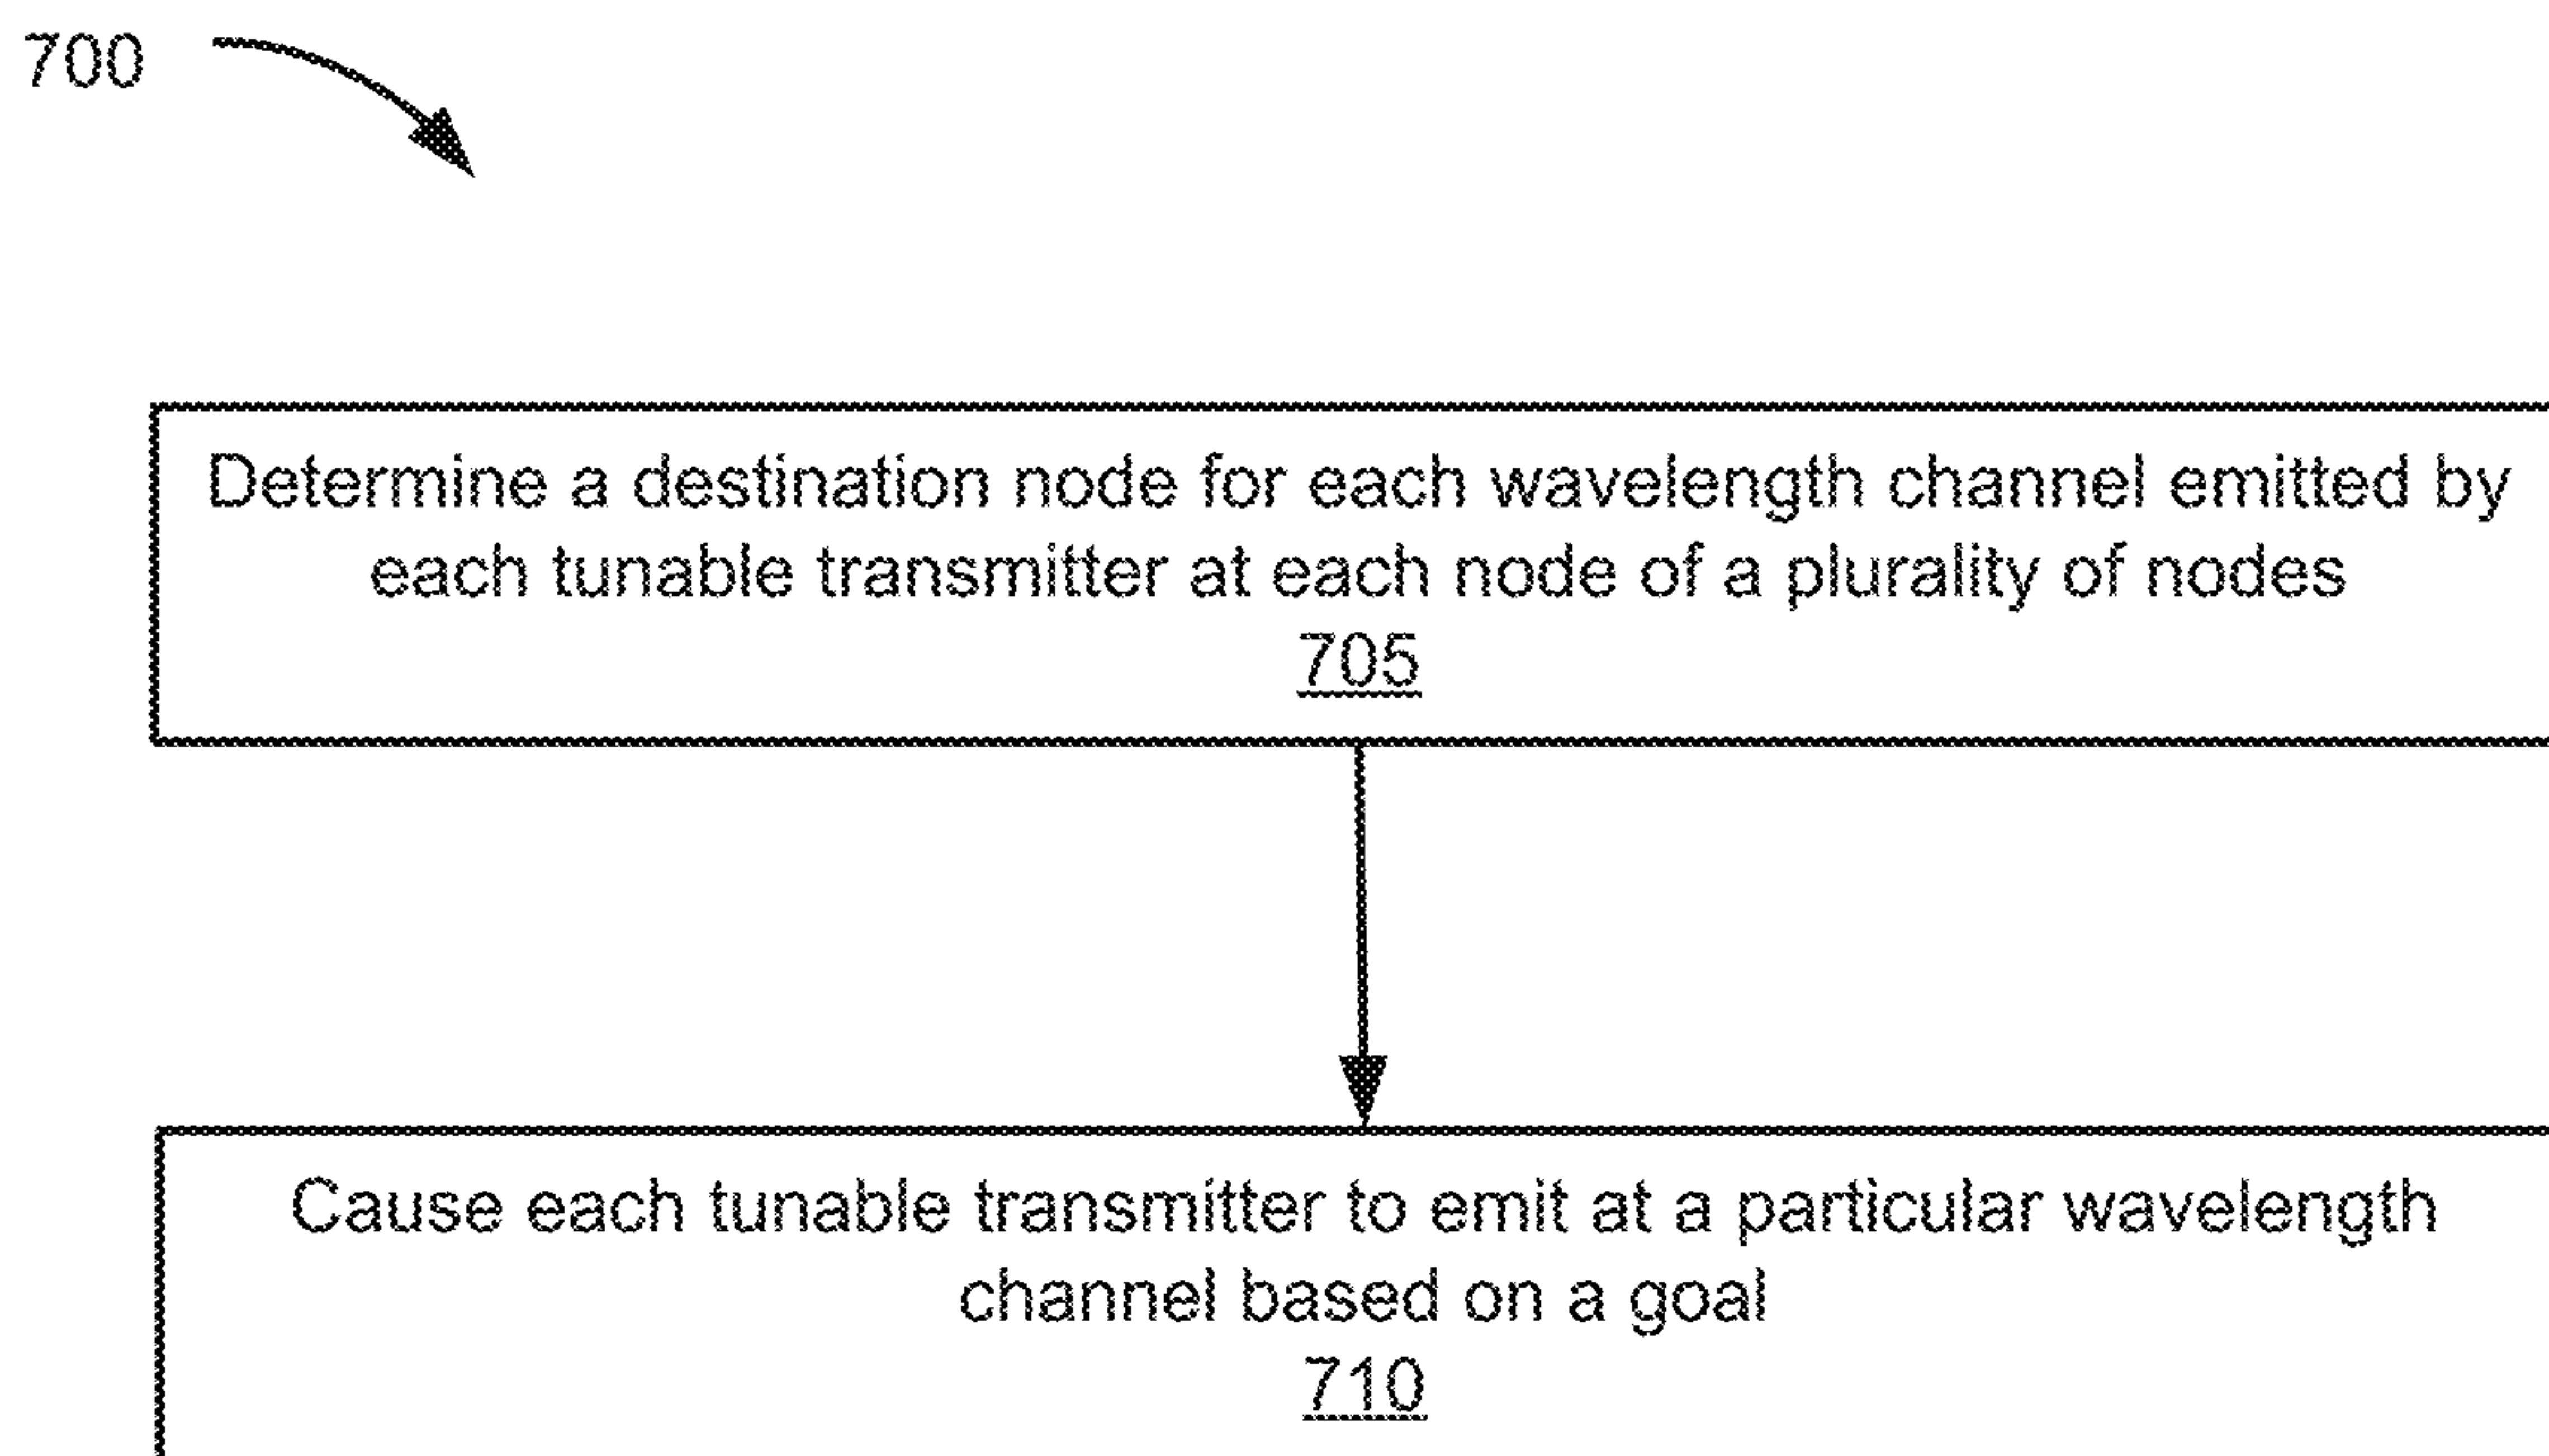 700
Determine a destination node for each wavelength channel emitted by
each tunable transmitter at each node of a plurality of nodes
705
Cause each tunable transmitter to emit at a particular wavelength
channel based on a goal
710